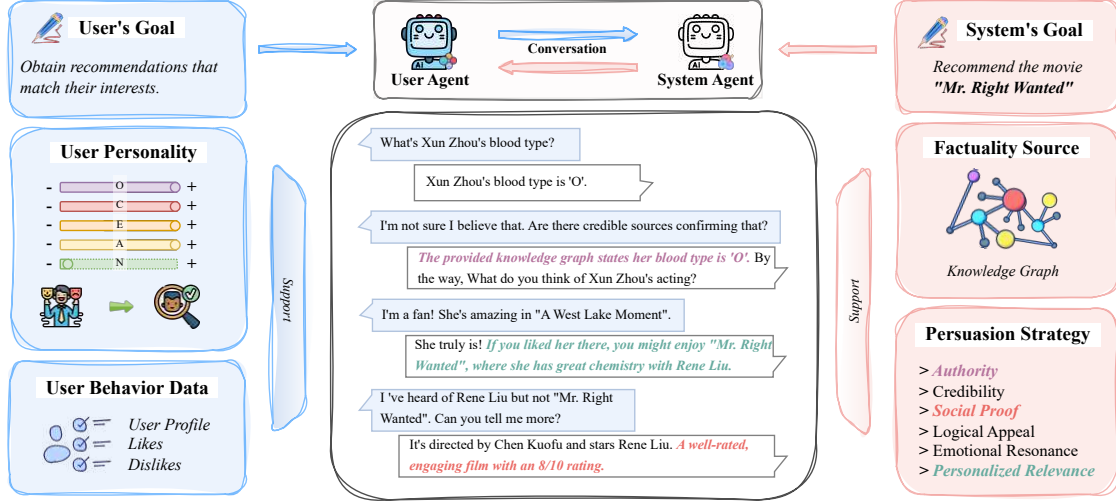 User's Goal
Obtain recommendations that
match their interests.
User Personality
- O +
- C +
- E +
- A +
- N +
User Behavior Data
User Profile
Likes
Dislikes
Support
AI
User Agent
Conversation
AI
System Agent
What's Xun Zhou's blood type?
Xun Zhou's blood type is 'O'.
I'm not sure I believe that. Are there credible sources confirming that?
The provided knowledge graph states her blood type is 'O'. By
the way, What do you think of Xun Zhou's acting?
I'm a fan! She's amazing in "A West Lake Moment".
She truly is! If you liked her there, you might enjoy "Mr. Right
Wanted", where she has great chemistry with Rene Liu.
I 've heard of Rene Liu but not "Mr. Right
Wanted". Can you tell me more?
It's directed by Chen Kuofu and stars Rene Liu. A well-rated,
engaging film with an 8/10 rating.
Support
System's Goal
Recommend the movie
"Mr. Right Wanted"
Factuality Source
Knowledge Graph
Persuasion Strategy
> Authority
> Credibility
> Social Proof
> Logical Appeal
> Emotional Resonance
> Personalized Relevance